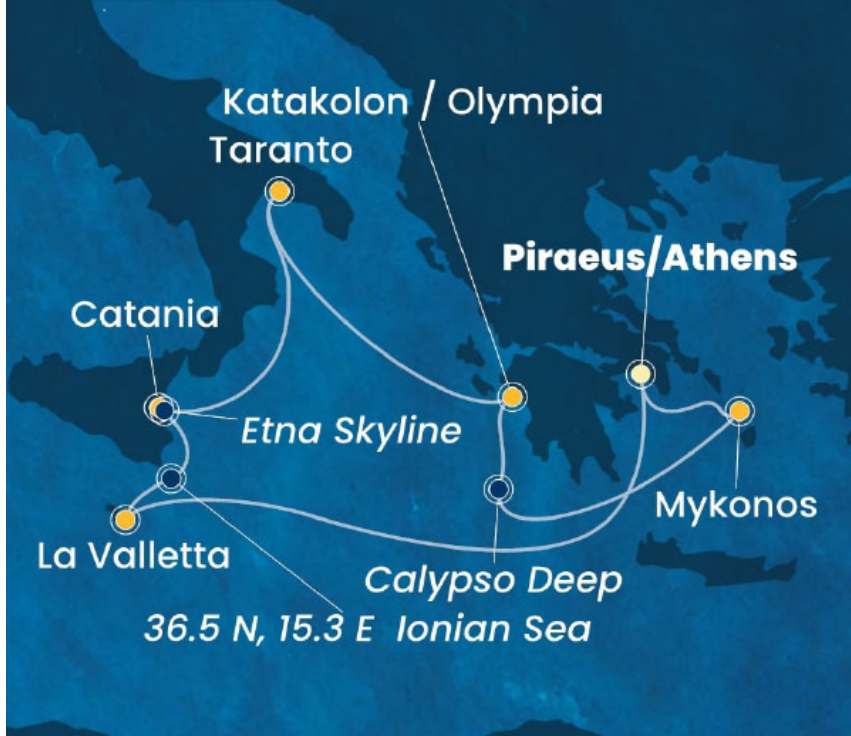 Katakolon / Olympia
Taranto
Piraeus/Athens
Catania
Etna Skyline
Mykonos
La Valletta
Calypso Deep
36.5 N, 15.3 E  Ionian Sea